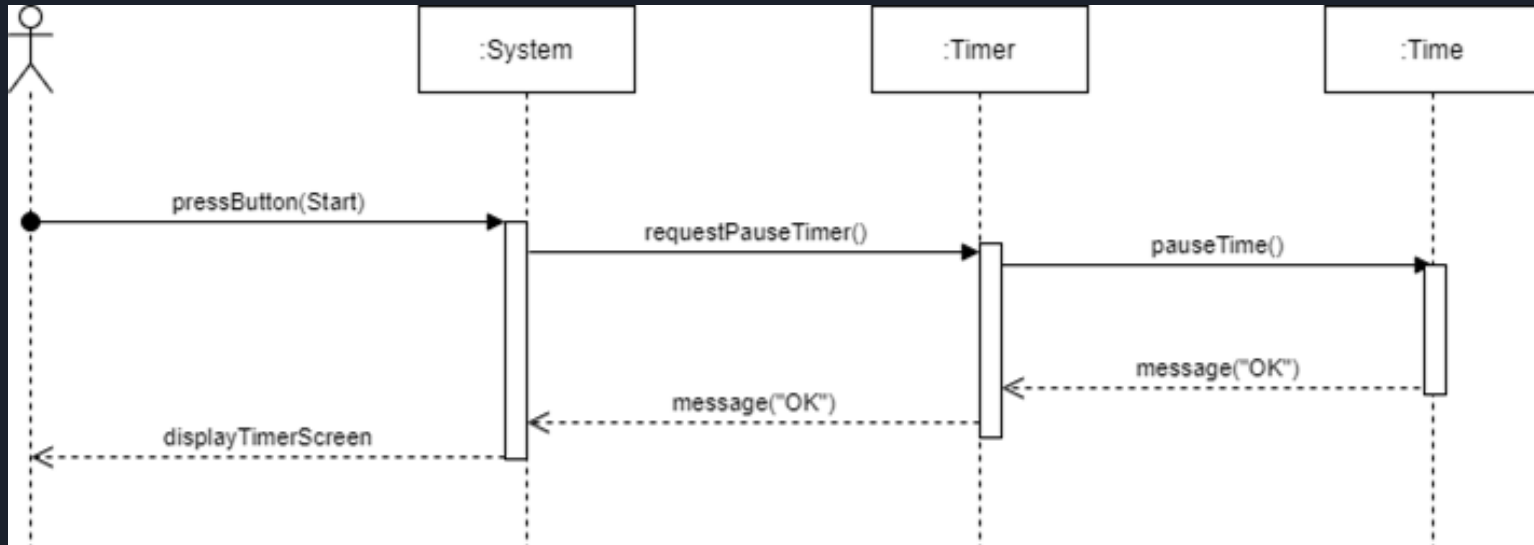 :System
:Timer
:Time
pressButton(Start)
requestPauseTimer()
pauseTime()
message("OK")
message("OK")
displayTimerScreen